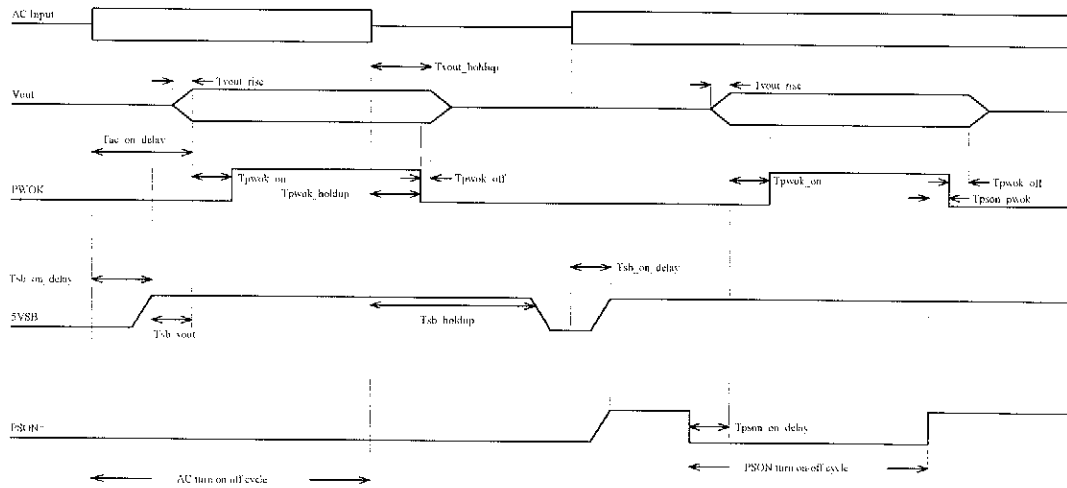 AC Input
Tvout_holdup
Tvout_rise
Tvout_rise
Vout
Tac_on_delay
Tpwok_on
Tpwok_off
Tpwok_on
Tpwok_off
PWOK
Tpwok_holdup
Tpson_pwok
Tsb_on_delay
Tsb_on_delay
5VSB
Tsb_vout
Tsb_holdup
PSON
Tpson_on_delay
AC turn on off cycle
PSON turn on-off cycle